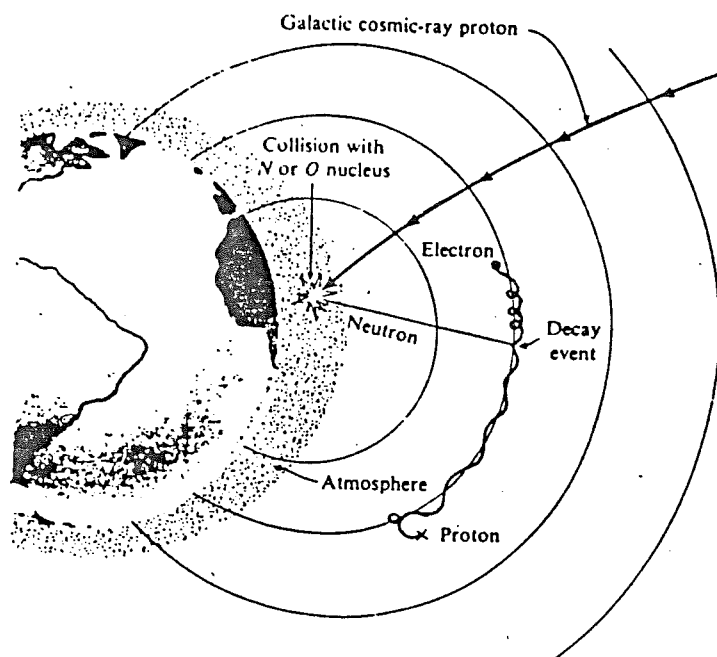 Galactic cosmic-ray proton
Collision with
N or O nucleus
Electron
Neutron
Decay
event
Atmosphere
Proton